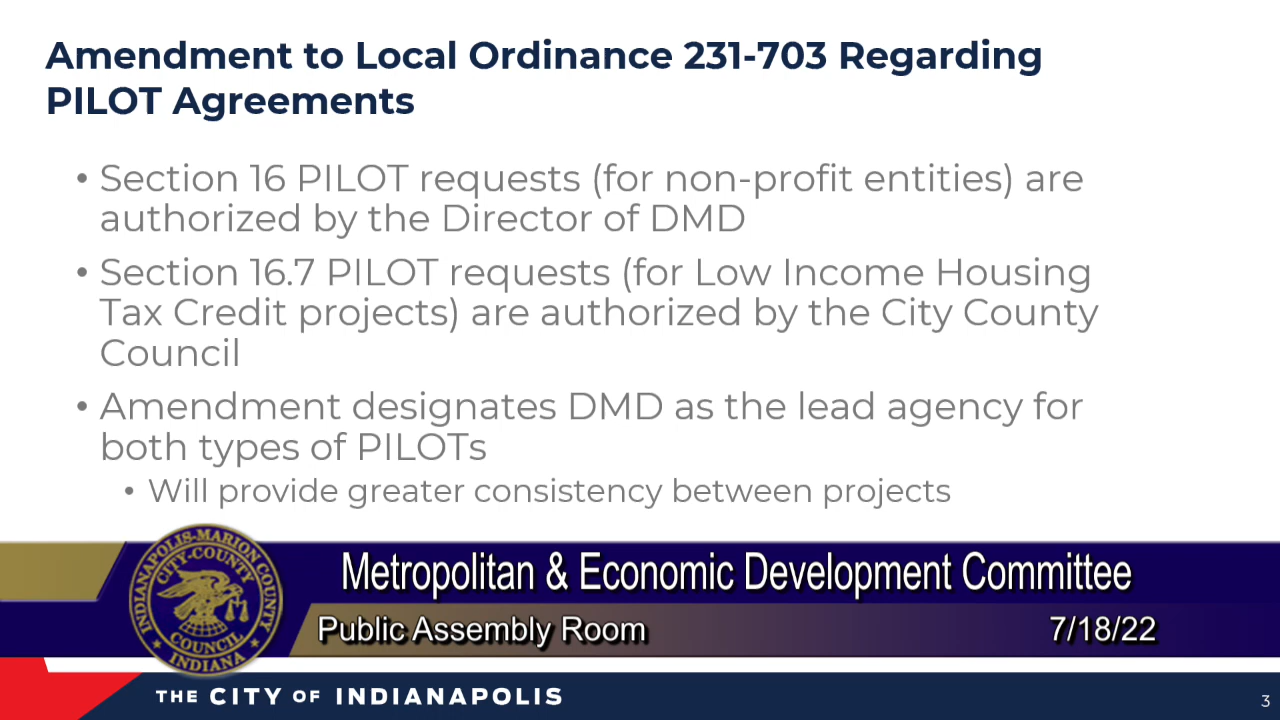 Amendment to Local Ordinance 231-703 Regarding
PILOT Agreements
• Section 16 PILOT requests (for non-profit entities) are
authorized by the Director of DMD
• Section 16.7 PILOT requests (for Low Income Housing
Tax Credit projects) are authorized by the City County
Council
• Amendment designates DMD as the lead agency for
both types of PILOTs
• Will provide greater consistency between projects
INDIANAPOLIS-MARION COUNTY
CITY-COUNTY
COUNCIL
INDIANA
Metropolitan & Economic Development Committee
Public Assembly Room
7/18/22
THE CITY OF INDIANAPOLIS
3